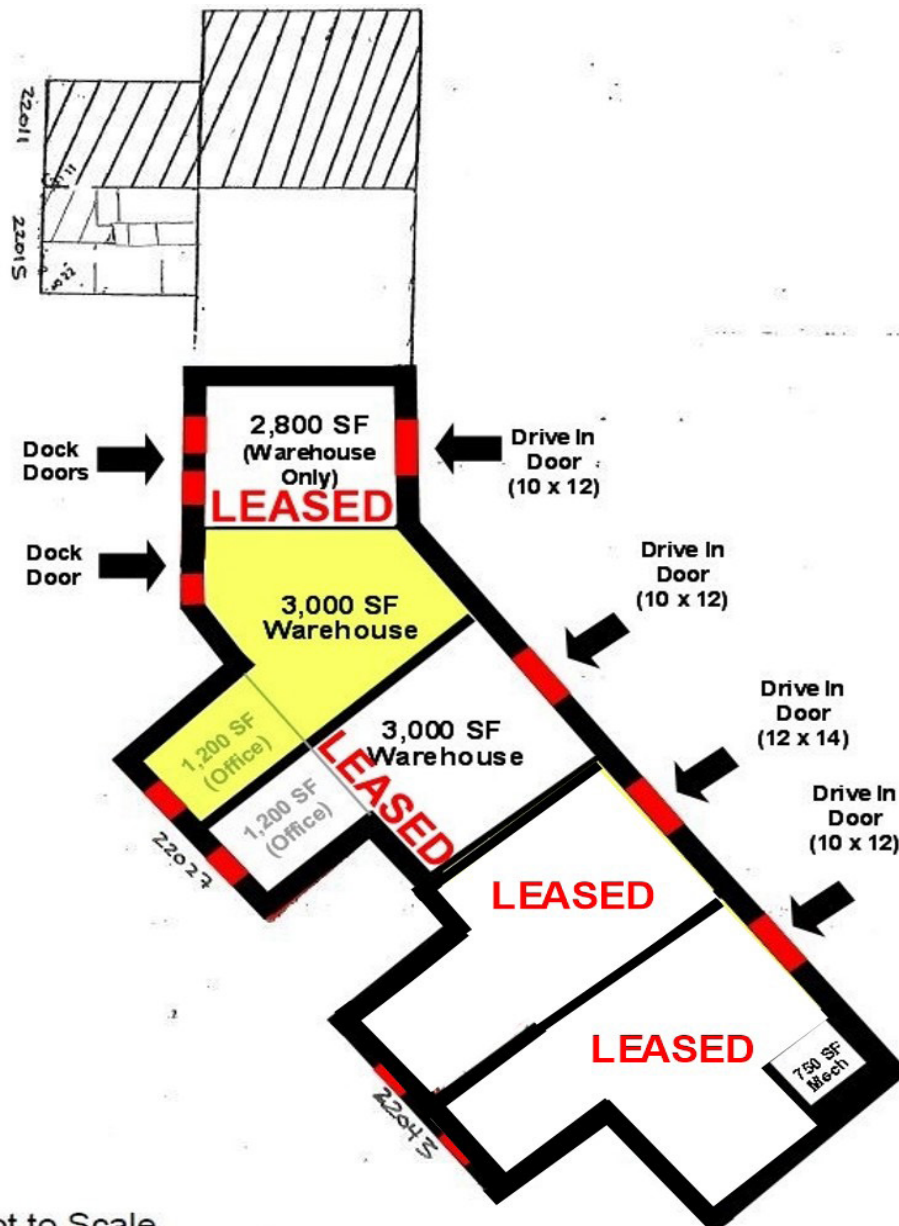 22011
22015
2,800 SF
(Warehouse
Only)
LEASED
Dock
Doors
Drive In
Door
(10 x 12)
Dock
Door
3,000 SF
Warehouse
Drive In
Door
(10 x 12)
1,200 SF
(Office)
3,000 SF
Warehouse
LEASED
Drive In
Door
(12 x 14)
1,200 SF
(Office)
22027
Drive In
Door
(10 x 12)
LEASED
LEASED
750 SF
Mech
22043
to Scale